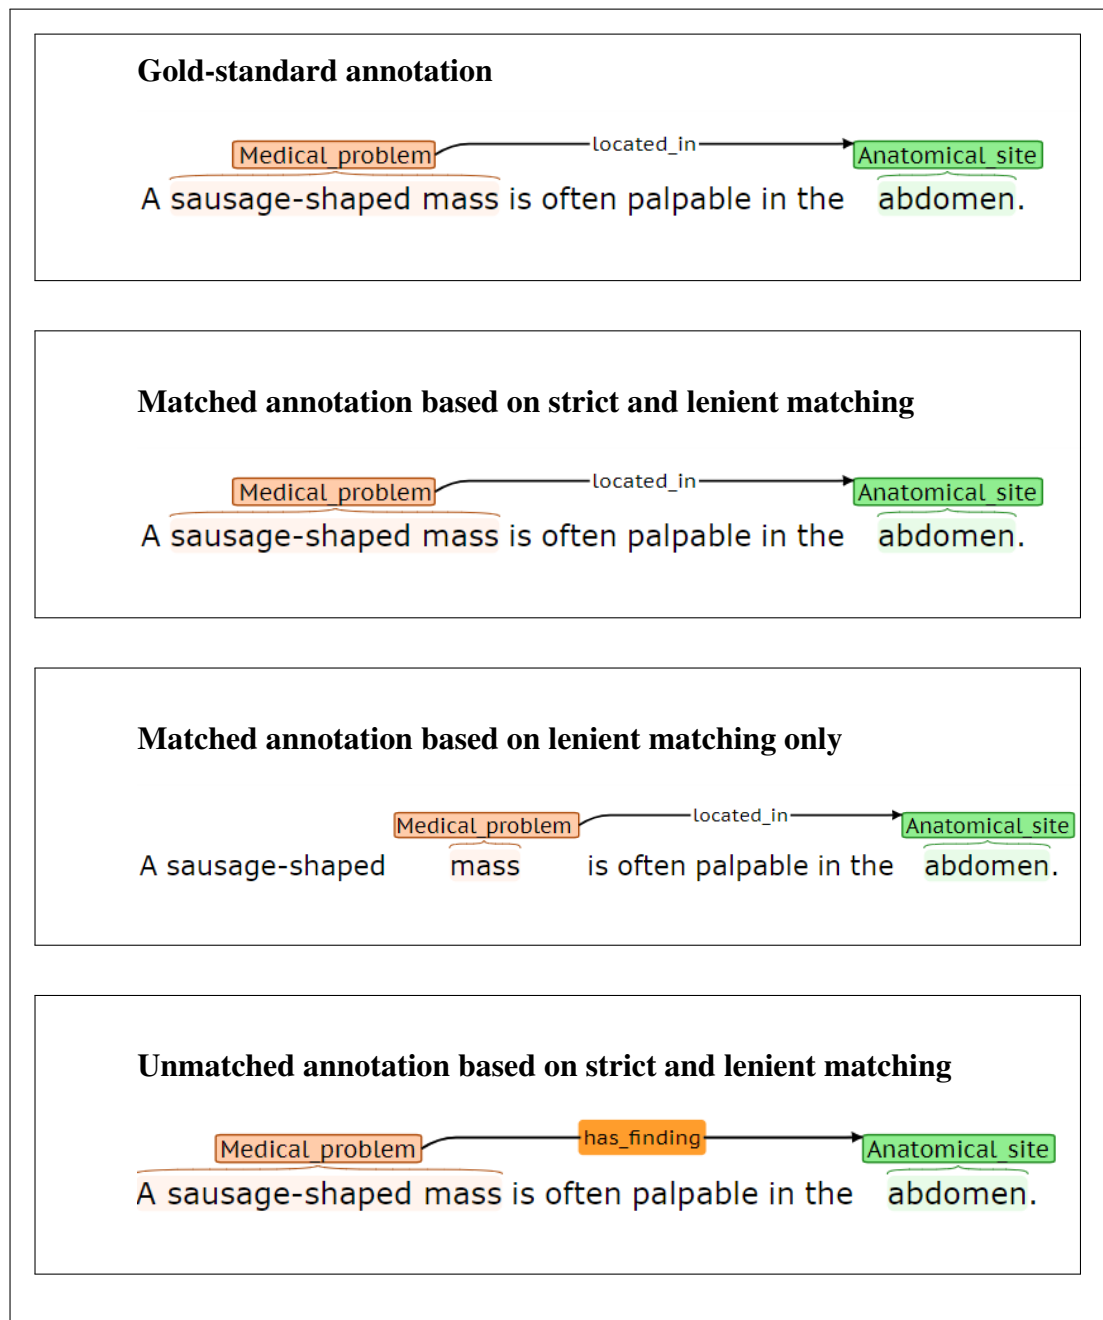 Gold-standard annotation
Medical_problem located_in Anatomical_site
A sausage-shaped mass is often palpable in the abdomen.
Matched annotation based on strict and lenient matching
Medical_problem located_in Anatomical_site
A sausage-shaped mass is often palpable in the abdomen.
Matched annotation based on lenient matching only
Medical_problem located_in Anatomical_site
A sausage-shaped mass is often palpable in the abdomen.
Unmatched annotation based on strict and lenient matching
Medical_problem has_finding Anatomical_site
A sausage-shaped mass is often palpable in the abdomen.